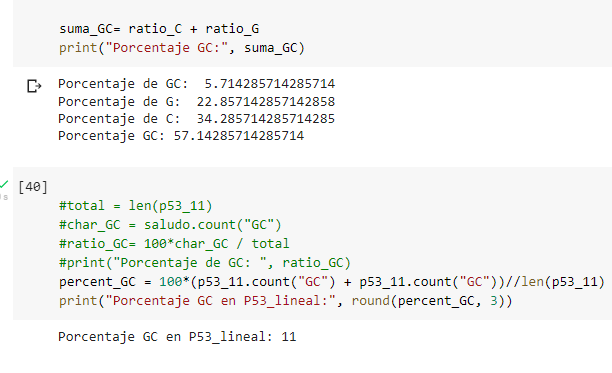 suma_GC= ratio_C + ratio_G
print("Porcentaje GC:", suma_GC)
Porcentaje de GC:  5.714285714285714
Porcentaje de G:  22.857142857142858
Porcentaje de C:  34.285714285714285
Porcentaje GC: 57.14285714285714
[40]
#total = len(p53_11)
#char_GC = saludo.count("GC")
#ratio_GC= 100*char_GC / total
#print("Porcentaje de GC: ", ratio_GC)
percent_GC = 100*(p53_11.count("GC") + p53_11.count("GC"))//len(p53_11)
print("Porcentaje GC en P53_lineal:", round(percent_GC, 3))
Porcentaje GC en P53_lineal: 11